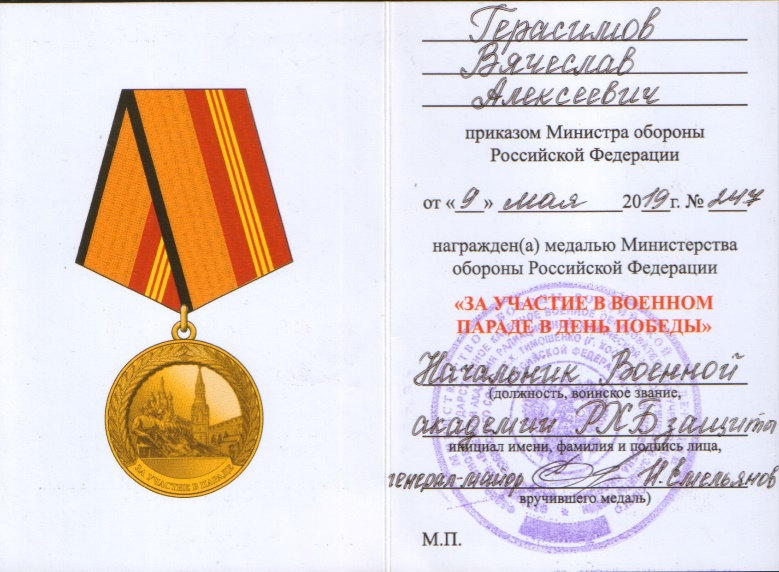 Герасимов
Вячеслав
Алексеевич
приказом Министра обороны
Российской Федерации
от «9» мая 2019 г. № 247
награжден(а) медалью Министерства
обороны Российской Федерации
«ЗА УЧАСТИЕ В ВОЕННОМ
ПАРАДЕ В ДЕНЬ ПОБЕДЫ»
Начальник Военной
(должность, воинское звание,
академии РХБ защиты
инициал имени, фамилия и подпись лица,
генерал-майор И. Емельянов
вручившего медаль)
М.П.
ЗА УЧАСТИЕ В ПАРАДЕ